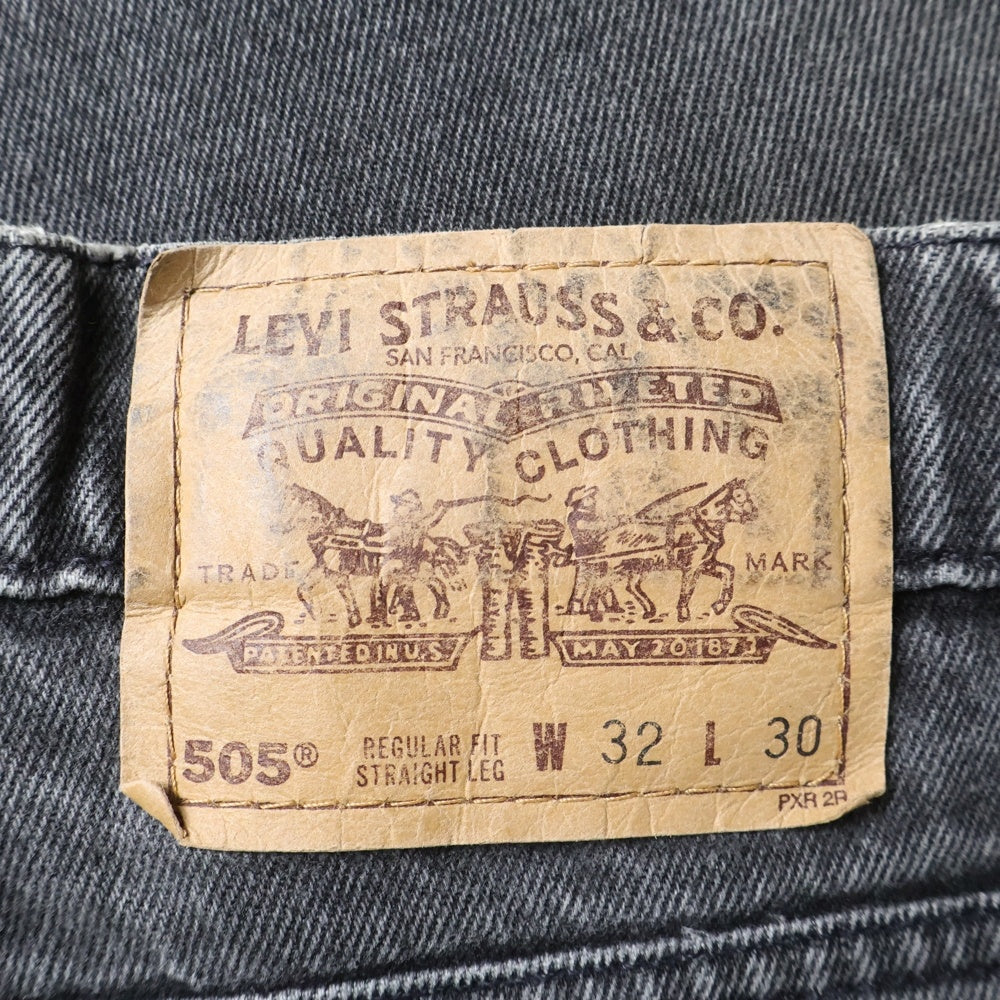 LEVI STRAUSS & CO.
SAN FRANCISCO, CAL.
ORIGINAL RIVETED
QUALITY CLOTHING
TRADE MARK
PATENTED IN U.S. MAY 20 1873
505® REGULAR FIT STRAIGHT LEG W 32 L 30
PXR 2R